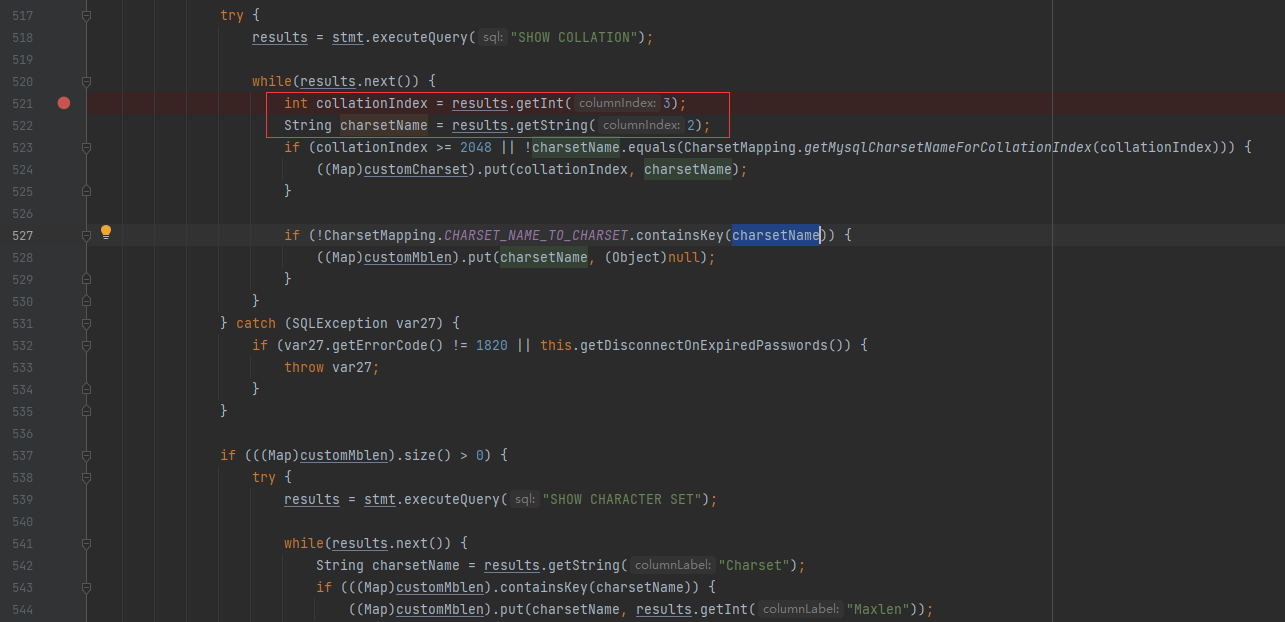 517 try {
518 results = stmt.executeQuery( sql: "SHOW COLLATION");
519
520 while(results.next()) {
521 int collationIndex = results.getInt( columnIndex: 3);
522 String charsetName = results.getString( columnIndex: 2);
523 if (collationIndex >= 2048 || !charsetName.equals(CharsetMapping.getMysqlCharsetNameForCollationIndex(collationIndex))) {
524 ((Map)customCharset).put(collationIndex, charsetName);
525 }
526
527 if (!CharsetMapping.CHARSET_NAME_TO_CHARSET.containsKey(charsetName)) {
528 ((Map)customMblen).put(charsetName, (Object)null);
529 }
530 }
531 } catch (SQLException var27) {
532 if (var27.getErrorCode() != 1820 || this.getDisconnectOnExpiredPasswords()) {
533 throw var27;
534 }
535 }
536
537 if (((Map)customMblen).size() > 0) {
538 try {
539 results = stmt.executeQuery( sql: "SHOW CHARACTER SET");
540
541 while(results.next()) {
542 String charsetName = results.getString( columnLabel: "Charset");
543 if (((Map)customMblen).containsKey(charsetName)) {
544 ((Map)customMblen).put(charsetName, results.getInt( columnLabel: "Maxlen"));